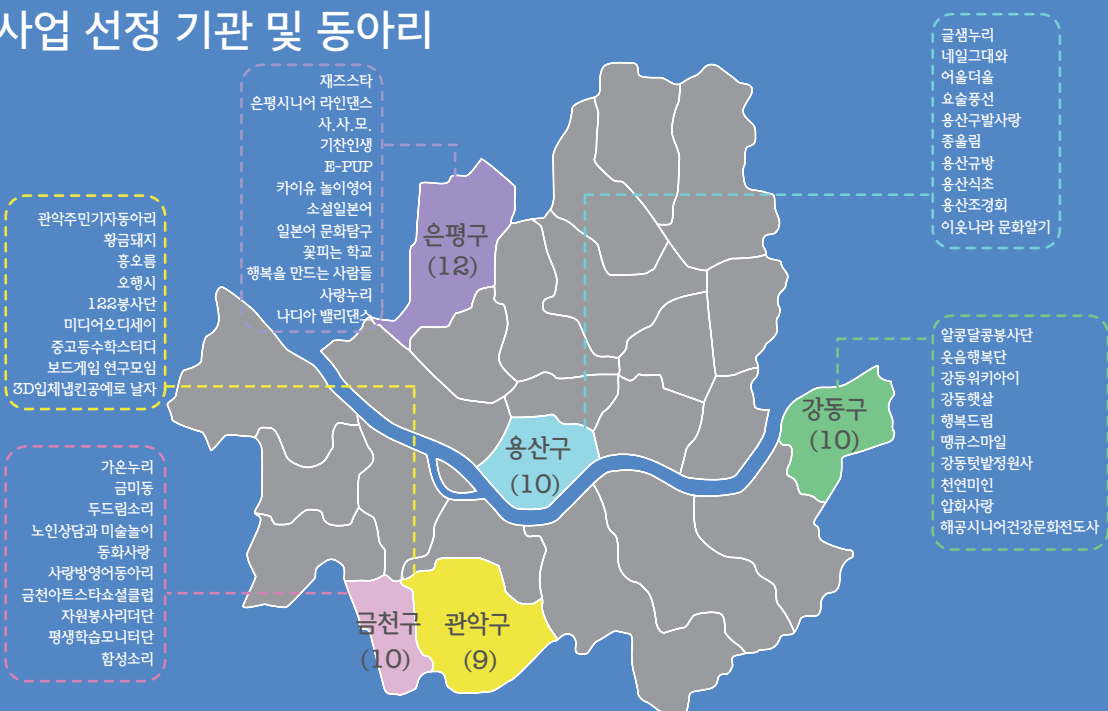 사업 선정 기관 및 동아리
재즈스타
은평시니어 라인댄스
사.사.모.
기찬인생
E-PUP
카이유 놀이영어
소셜일본어
일본어 문화탐구
꽃피는 학교
행복을 만드는 사람들
사랑누리
나디아 밸리댄스
관악주민기자동아리
황금돼지
흥오름
오행시
122봉사단
미디어오디세이
중고등수학스터디
보드게임 연구모임
3D입체냅킨공예로 날자
가온누리
금미동
두드림소리
노인상담과 미술놀이
동화사랑
사랑방영어동아리
금천아트스타쇼셜클럽
자원봉사리더단
평생학습모니터단
함성소리
글샘누리
네일그대와
어울더울
요술풍선
용산구발사랑
종울림
용산규방
용산식초
용산조경회
이웃나라 문화알기
알콩달콩봉사단
웃음행복단
강동워키아이
강동햇살
행복드림
땡큐스마일
강동텃밭정원사
천연미인
압화사랑
해공시니어건강문화전도사
은평구
(12)
용산구
(10)
강동구
(10)
금천구
(10)
관악구
(9)